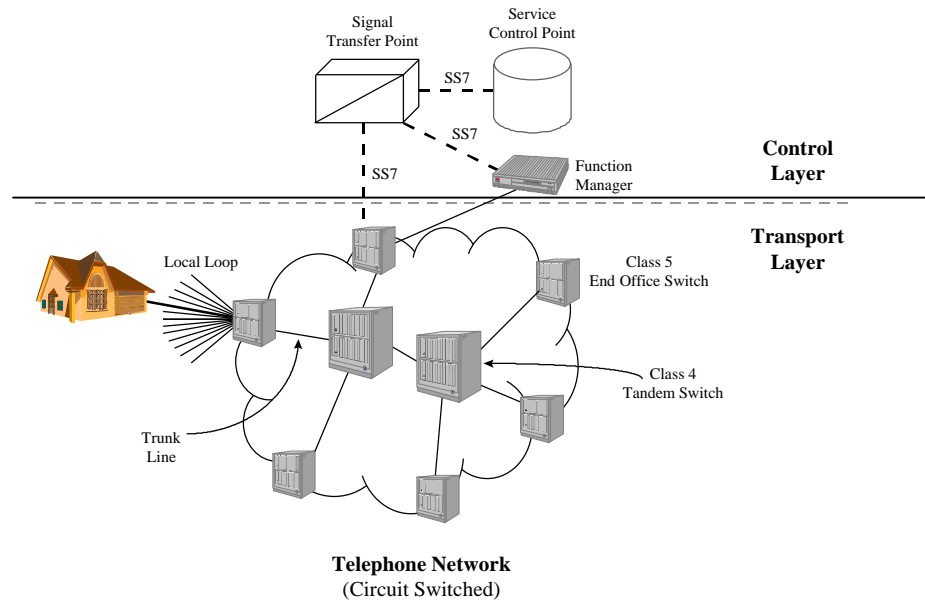 Signal
Transfer Point
Service
Control Point
SS7
SS7
SS7
Function
Manager
Control
Layer
Transport
Layer
Local Loop
Class 5
End Office Switch
Class 4
Tandem Switch
Trunk
Line
Telephone Network
(Circuit Switched)